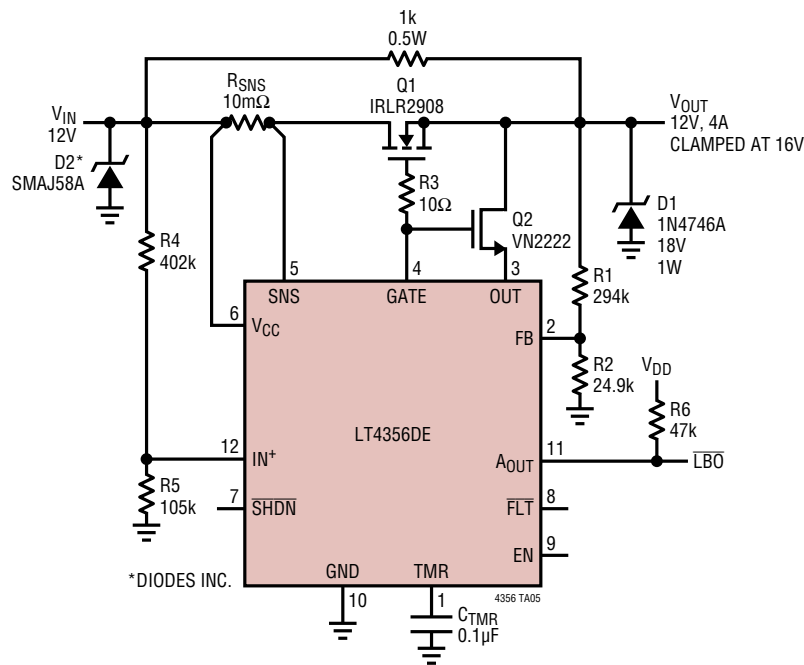 1k
0.5W
RSNS
10mΩ
Q1
IRLR2908
VIN
12V
VOUT
12V, 4A
CLAMPED AT 16V
D2*
SMAJ58A
R3
10Ω
Q2
VN2222
D1
1N4746A
18V
1W
R4
402k
5
4
3
R1
294k
SNS
GATE
OUT
6
VCC
FB
2
R2
24.9k
VDD
R6
47k
LT4356DE
12
IN+
AOUT
11
LBO
R5
105k
7
SHDN
FLT
8
EN
9
*DIODES INC.
GND
TMR
4356 TA05
10
1
CTMR
0.1µF